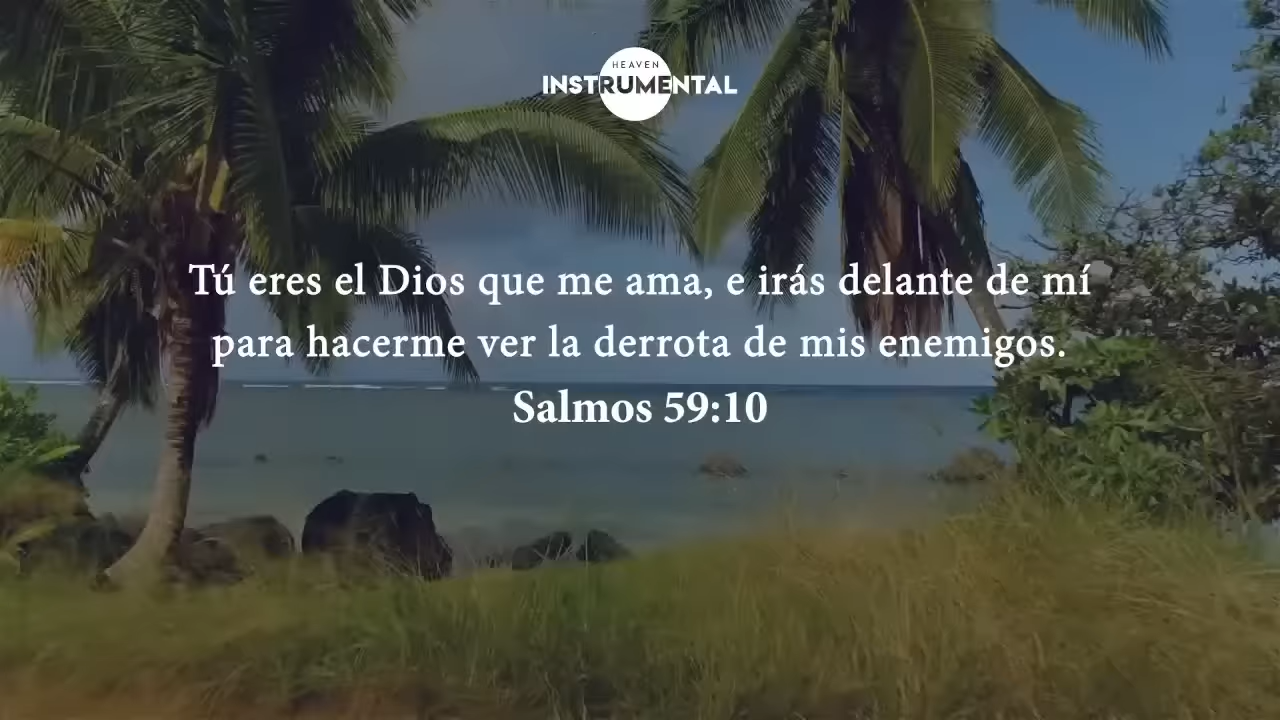 HEAVEN
INSTRUMENTAL
Tú eres el Dios que me ama, e irás delante de mí
para hacerme ver la derrota de mis enemigos.
Salmos 59:10